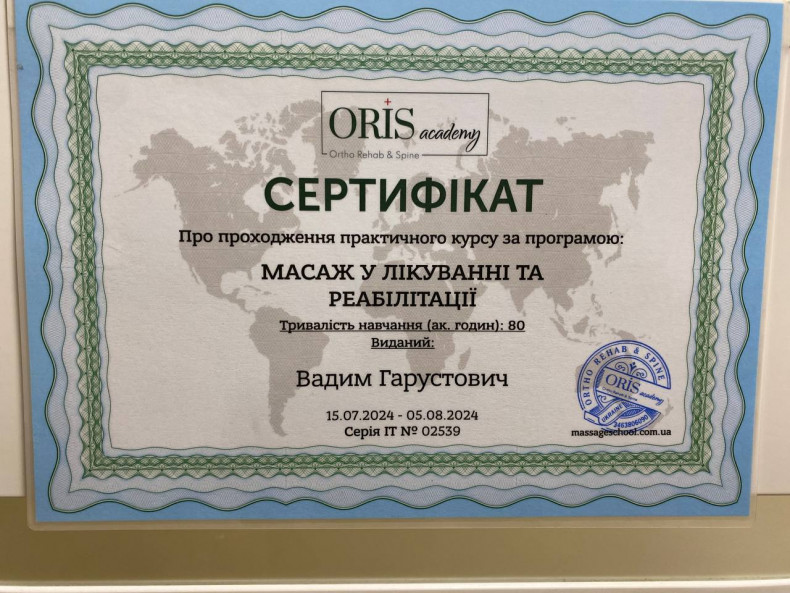 ORIS academy
Ortho Rehab & Spine
СЕРТИФІКАТ
Про проходження практичного курсу за програмою:
МАСАЖ У ЛІКУВАННІ ТА
РЕАБІЛІТАЦІЇ
Тривалість навчання (ак. годин): 80
Виданий:
Вадим Гарустович
15.07.2024 - 05.08.2024
Серія ІТ № 02539
ORTHO REHAB & SPINE
ORIS academy
UKRAINE
massageschool.com.ua